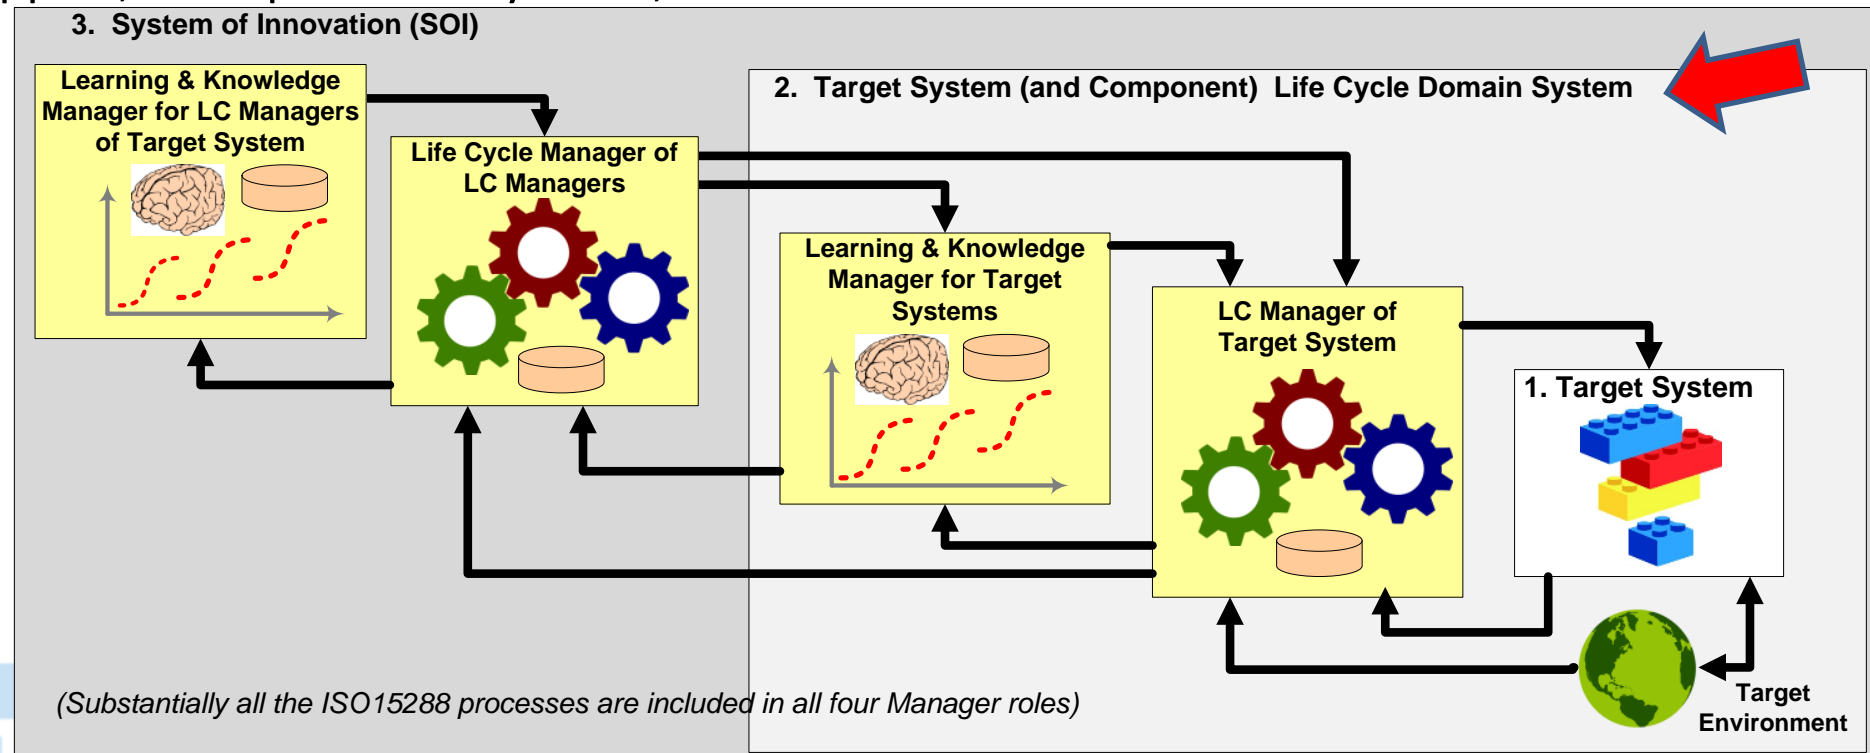 3. System of Innovation (SOI)
Learning & Knowledge
Manager for LC Managers
of Target System
2. Target System (and Component) Life Cycle Domain System
Life Cycle Manager of
LC Managers
Learning & Knowledge
Manager for Target
Systems
LC Manager of
Target System
1. Target System
Target
Environment
(Substantially all the ISO15288 processes are included in all four Manager roles)